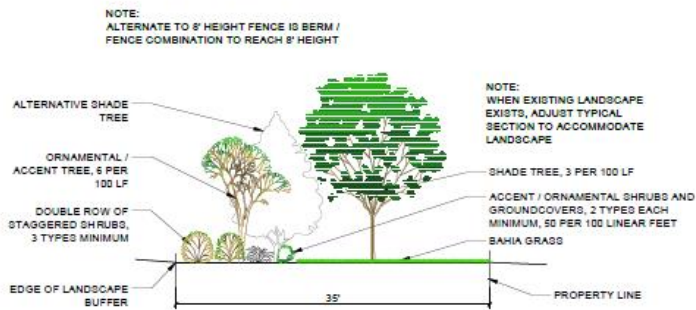 NOTE:
ALTERNATE TO 8' HEIGHT FENCE IS BERM /
FENCE COMBINATION TO REACH 8' HEIGHT
ALTERNATIVE SHADE
TREE
ORNAMENTAL /
ACCENT TREE, 6 PER
100 LF
DOUBLE ROW OF
STAGGERED SHRUBS,
3 TYPES MINIMUM
EDGE OF LANDSCAPE
BUFFER
NOTE:
WHEN EXISTING LANDSCAPE
EXISTS, ADJUST TYPICAL
SECTION TO ACCOMMODATE
LANDSCAPE
SHADE TREE, 3 PER 100 LF
ACCENT / ORNAMENTAL SHRUBS AND
GROUNDCOVERS, 2 TYPES EACH
MINIMUM, 50 PER 100 LINEAR FEET
BAHIA GRASS
PROPERTY LINE
35'